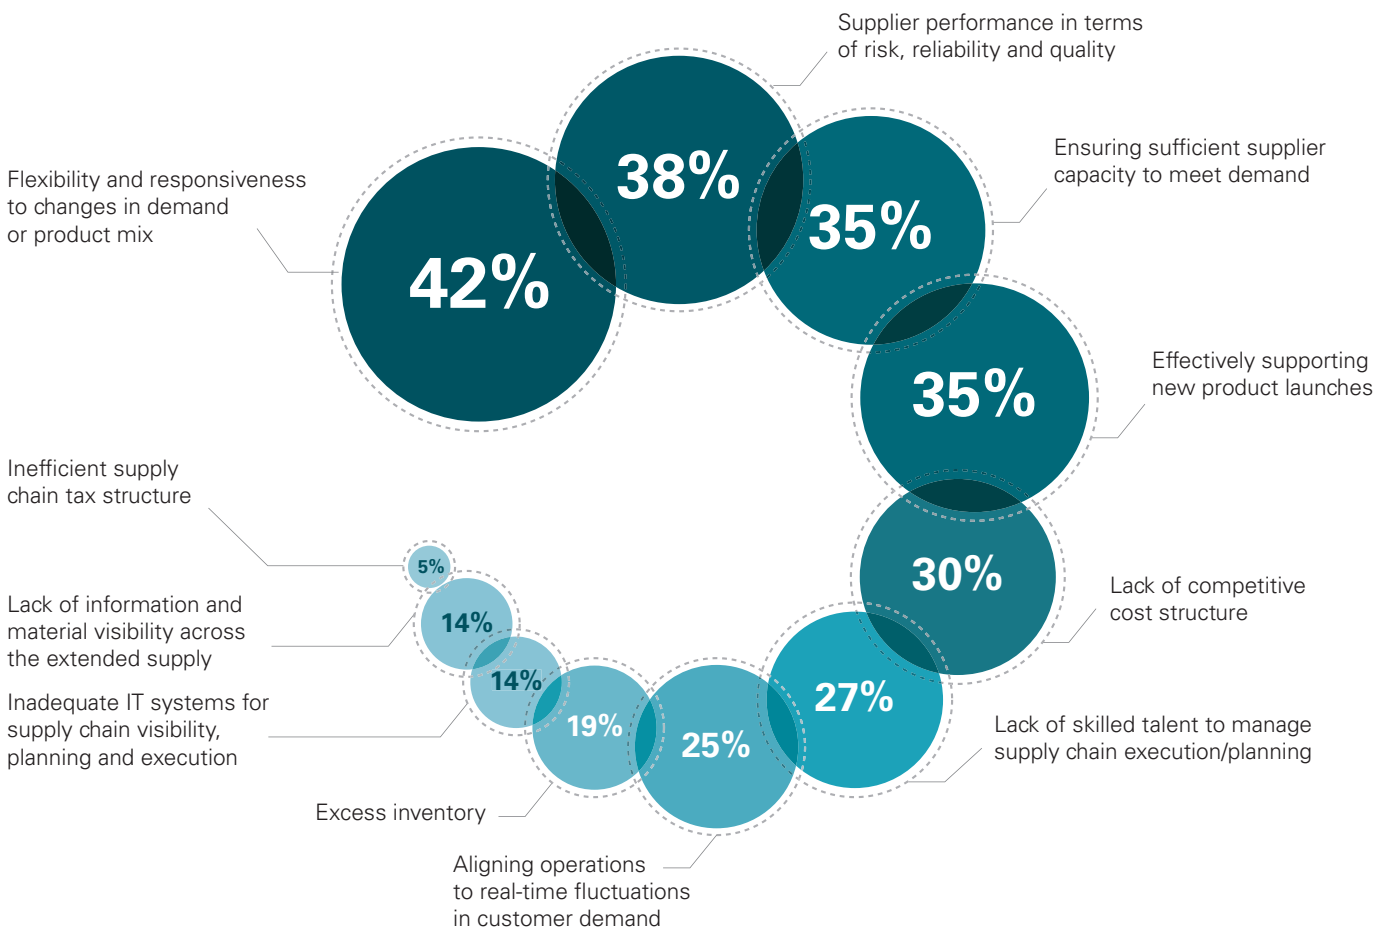 Supplier performance in terms
of risk, reliability and quality
38%
Ensuring sufficient supplier
capacity to meet demand
35%
Flexibility and responsiveness
to changes in demand
or product mix
42%
Effectively supporting
new product launches
35%
Inefficient supply
chain tax structure
5%
Lack of competitive
cost structure
30%
Lack of information and
material visibility across
the extended supply
14%
Inadequate IT systems for
supply chain visibility,
planning and execution
14%
Lack of skilled talent to manage
supply chain execution/planning
27%
Excess inventory
19%
Aligning operations
to real-time fluctuations
in customer demand
25%